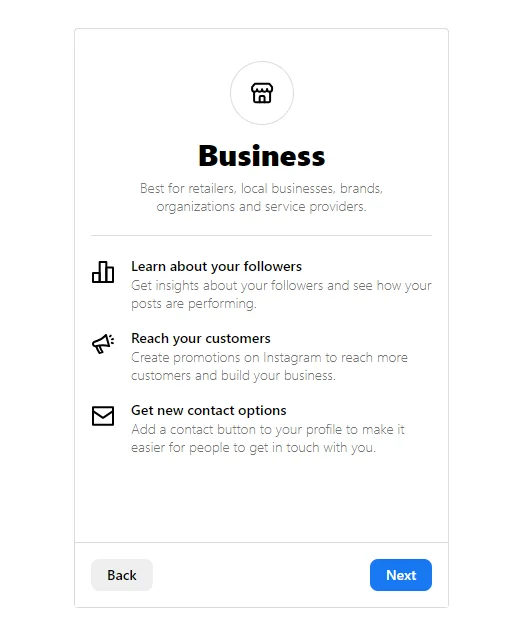 Business
Best for retailers, local businesses, brands,
organizations and service providers.
Learn about your followers
Get insights about your followers and see how your
posts are performing.
Reach your customers
Create promotions on Instagram to reach more
customers and build your business.
Get new contact options
Add a contact button to your profile to make it
easier for people to get in touch with you.
Back
Next